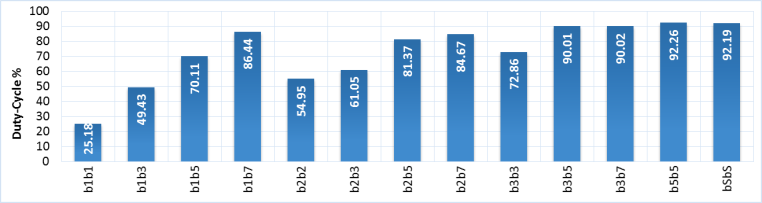 Duty-Cycle %
100
90
80
70
60
50
40
30
20
10
0
25.18
49.43
70.11
86.44
54.95
61.05
81.37
84.67
72.86
90.01
90.02
92.26
92.19
b1b1
b1b3
b1b5
b1b7
b2b2
b2b3
b2b5
b2b7
b3b3
b3b5
b3b7
b5b5
bSbS